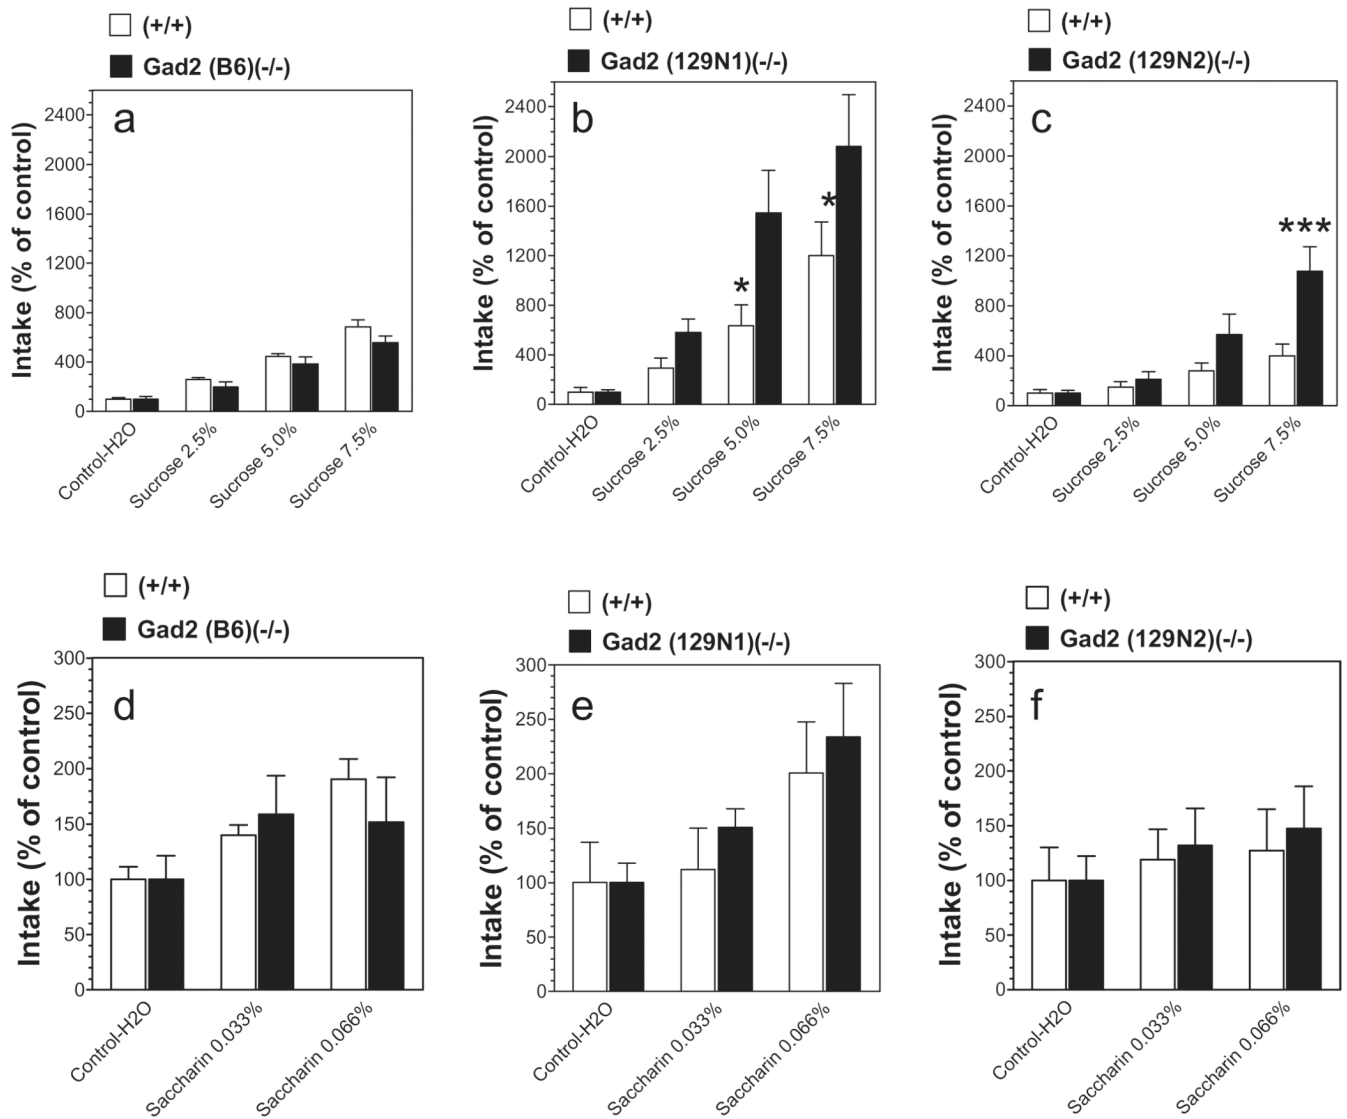 (+/+)
Gad2 (B6)(-/-)
a
Intake (% of control)
2400
2000
1600
1200
800
400
0
Control-H2O
Sucrose 2.5%
Sucrose 5.0%
Sucrose 7.5%
(+/+)
Gad2 (129N1)(-/-)
b
Intake (% of control)
2400
2000
1600
1200
800
400
0
*
*
Control-H2O
Sucrose 2.5%
Sucrose 5.0%
Sucrose 7.5%
(+/+)
Gad2 (129N2)(-/-)
c
Intake (% of control)
2400
2000
1600
1200
800
400
0
***
Control-H2O
Sucrose 2.5%
Sucrose 5.0%
Sucrose 7.5%
(+/+)
Gad2 (B6)(-/-)
d
Intake (% of control)
300
250
200
150
100
50
0
Control-H2O
Saccharin 0.033%
Saccharin 0.066%
(+/+)
Gad2 (129N1)(-/-)
e
Intake (% of control)
300
250
200
150
100
50
0
Control-H2O
Saccharin 0.033%
Saccharin 0.066%
(+/+)
Gad2 (129N2)(-/-)
f
Intake (% of control)
300
250
200
150
100
50
0
Control-H2O
Saccharin 0.033%
Saccharin 0.066%